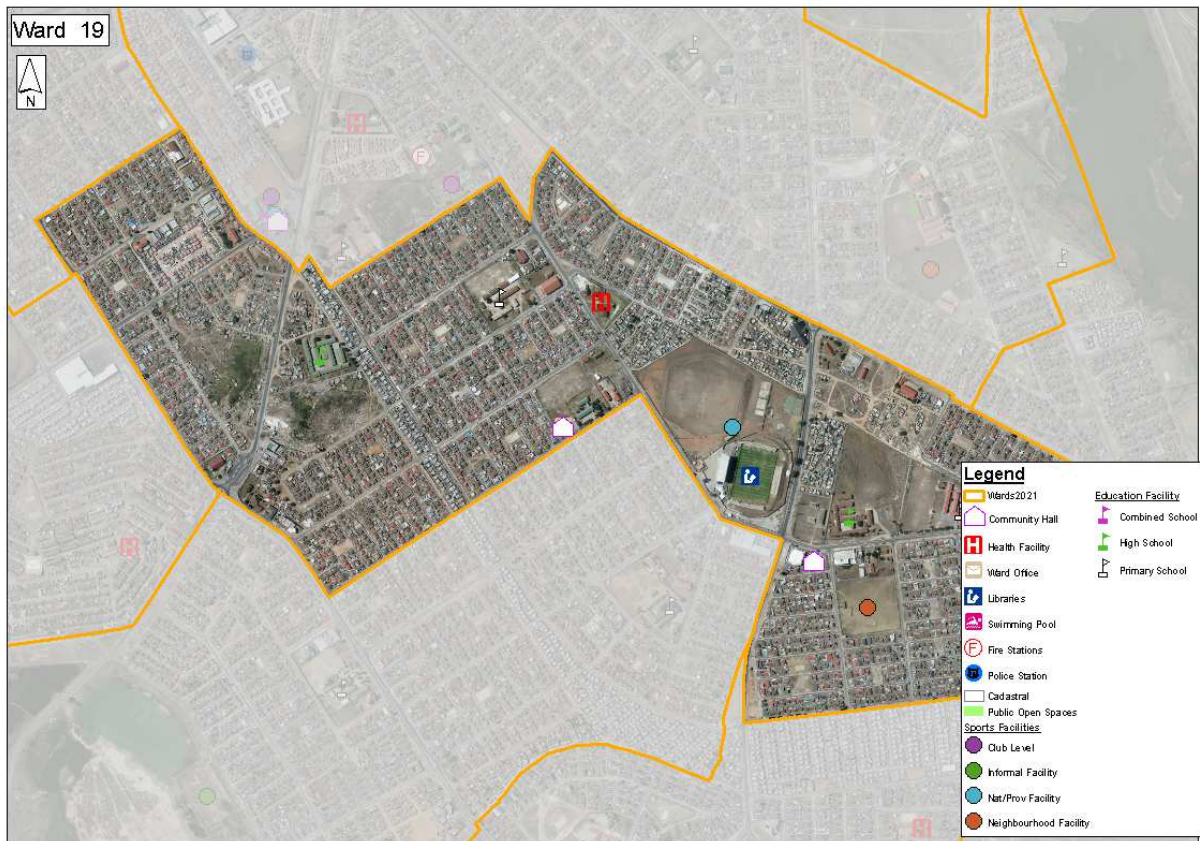 Ward 19
N
Legend
Wards2021
Community Hall
H Health Facility
Ward Office
Libraries
Swimming Pool
F Fire Stations
Police Station
Cadastral
Public Open Spaces
Sports Facilities
Club Level
Informal Facility
Nat/Prov Facility
Neighbourhood Facility
Education Facility
Combined School
High School
Primary School
H
F
H
H
H